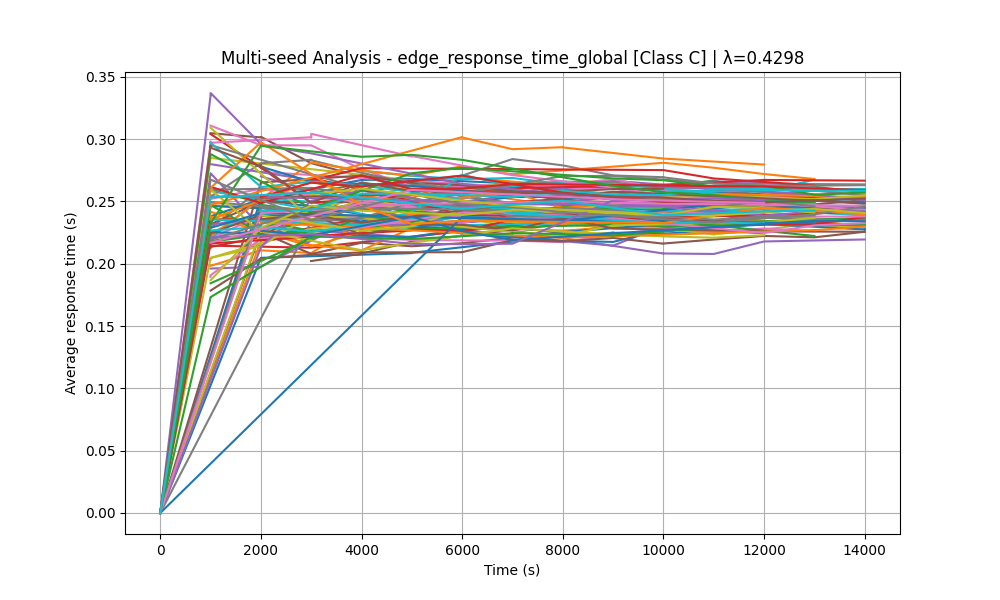 Multi-seed Analysis - edge_response_time_global [Class C] | λ=0.4298
0.35
0.30
0.25
0.20
0.15
0.10
0.05
0.00
Average response time (s)
0 2000 4000 6000 8000 10000 12000 14000
Time (s)